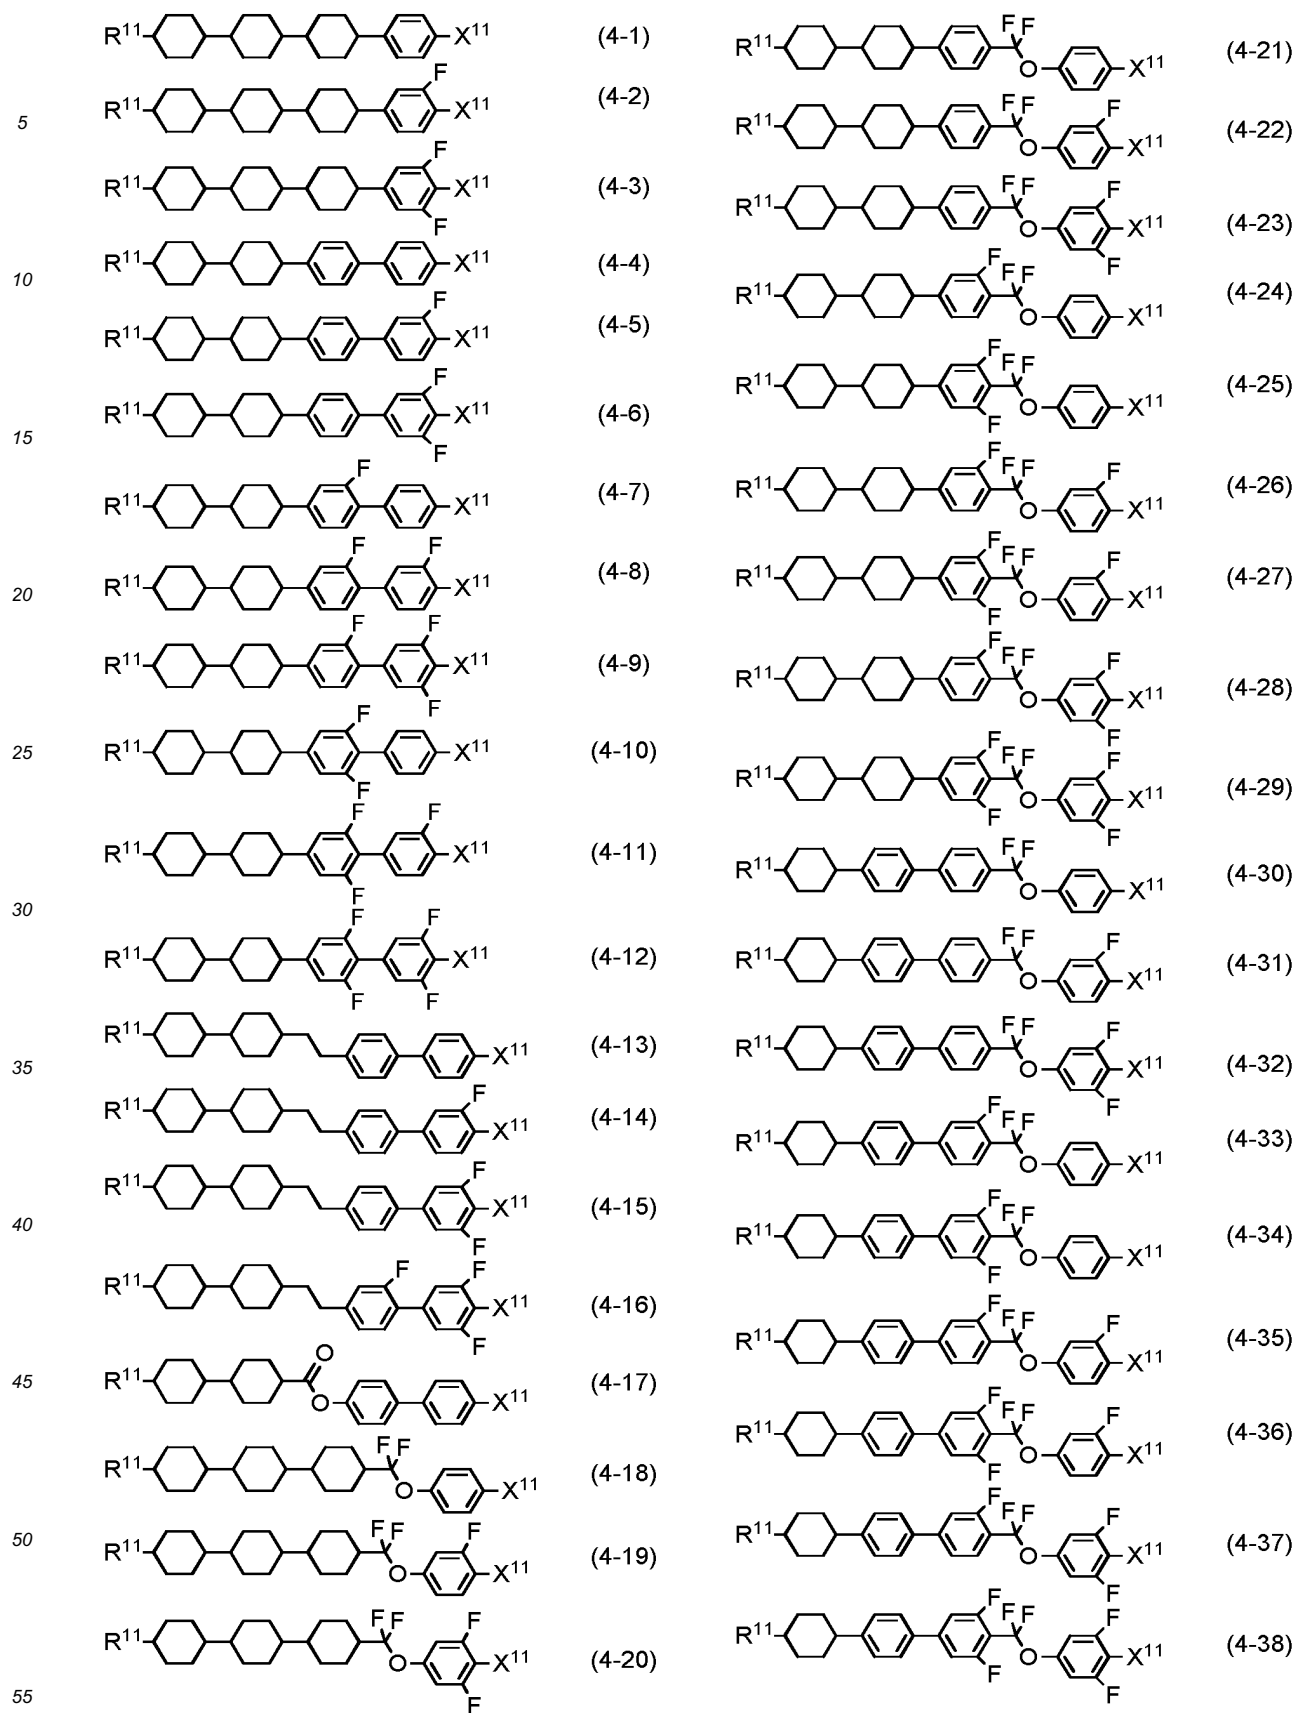 R¹¹ X¹¹ (4-1)
F
5 R¹¹ X¹¹ (4-2)
F
R¹¹ X¹¹ (4-3)
F
10 R¹¹ X¹¹ (4-4)
F
R¹¹ X¹¹ (4-5)
F
R¹¹ X¹¹ (4-6)
15 F
F
R¹¹ X¹¹ (4-7)
F F
20 R¹¹ X¹¹ (4-8)
F F
R¹¹ X¹¹ (4-9)
F
F
25 R¹¹ X¹¹ (4-10)
F
F F
R¹¹ X¹¹ (4-11)
F
30
F F
R¹¹ X¹¹ (4-12)
F F
R¹¹ X¹¹ (4-13)
35
F
R¹¹ X¹¹ (4-14)
F
R¹¹ X¹¹ (4-15)
40 F
F F
R¹¹ X¹¹ (4-16)
F
O
45 R¹¹ O X¹¹ (4-17)
F F
R¹¹ O X¹¹ (4-18)
F F F
50 R¹¹ O X¹¹ (4-19)
F F F
R¹¹ O X¹¹ (4-20)
F
55
F F
R¹¹ O X¹¹ (4-21)
F F F
R¹¹ O X¹¹ (4-22)
F F F
R¹¹ O X¹¹ (4-23)
F
F F F
R¹¹ O X¹¹ (4-24)
F F F
R¹¹ O X¹¹ (4-25)
F
F F F F
R¹¹ O X¹¹ (4-26)
F F F F
R¹¹ O X¹¹ (4-27)
F
F F F F
R¹¹ O X¹¹ (4-28)
F
F F F F
R¹¹ O X¹¹ (4-29)
F F
F F
R¹¹ O X¹¹ (4-30)
F F F
R¹¹ O X¹¹ (4-31)
F F F
R¹¹ O X¹¹ (4-32)
F
F F F
R¹¹ O X¹¹ (4-33)
F F F
R¹¹ O X¹¹ (4-34)
F
F F F F
R¹¹ O X¹¹ (4-35)
F F F F
R¹¹ O X¹¹ (4-36)
F
F F F F
R¹¹ O X¹¹ (4-37)
F
F F F F
R¹¹ O X¹¹ (4-38)
F F